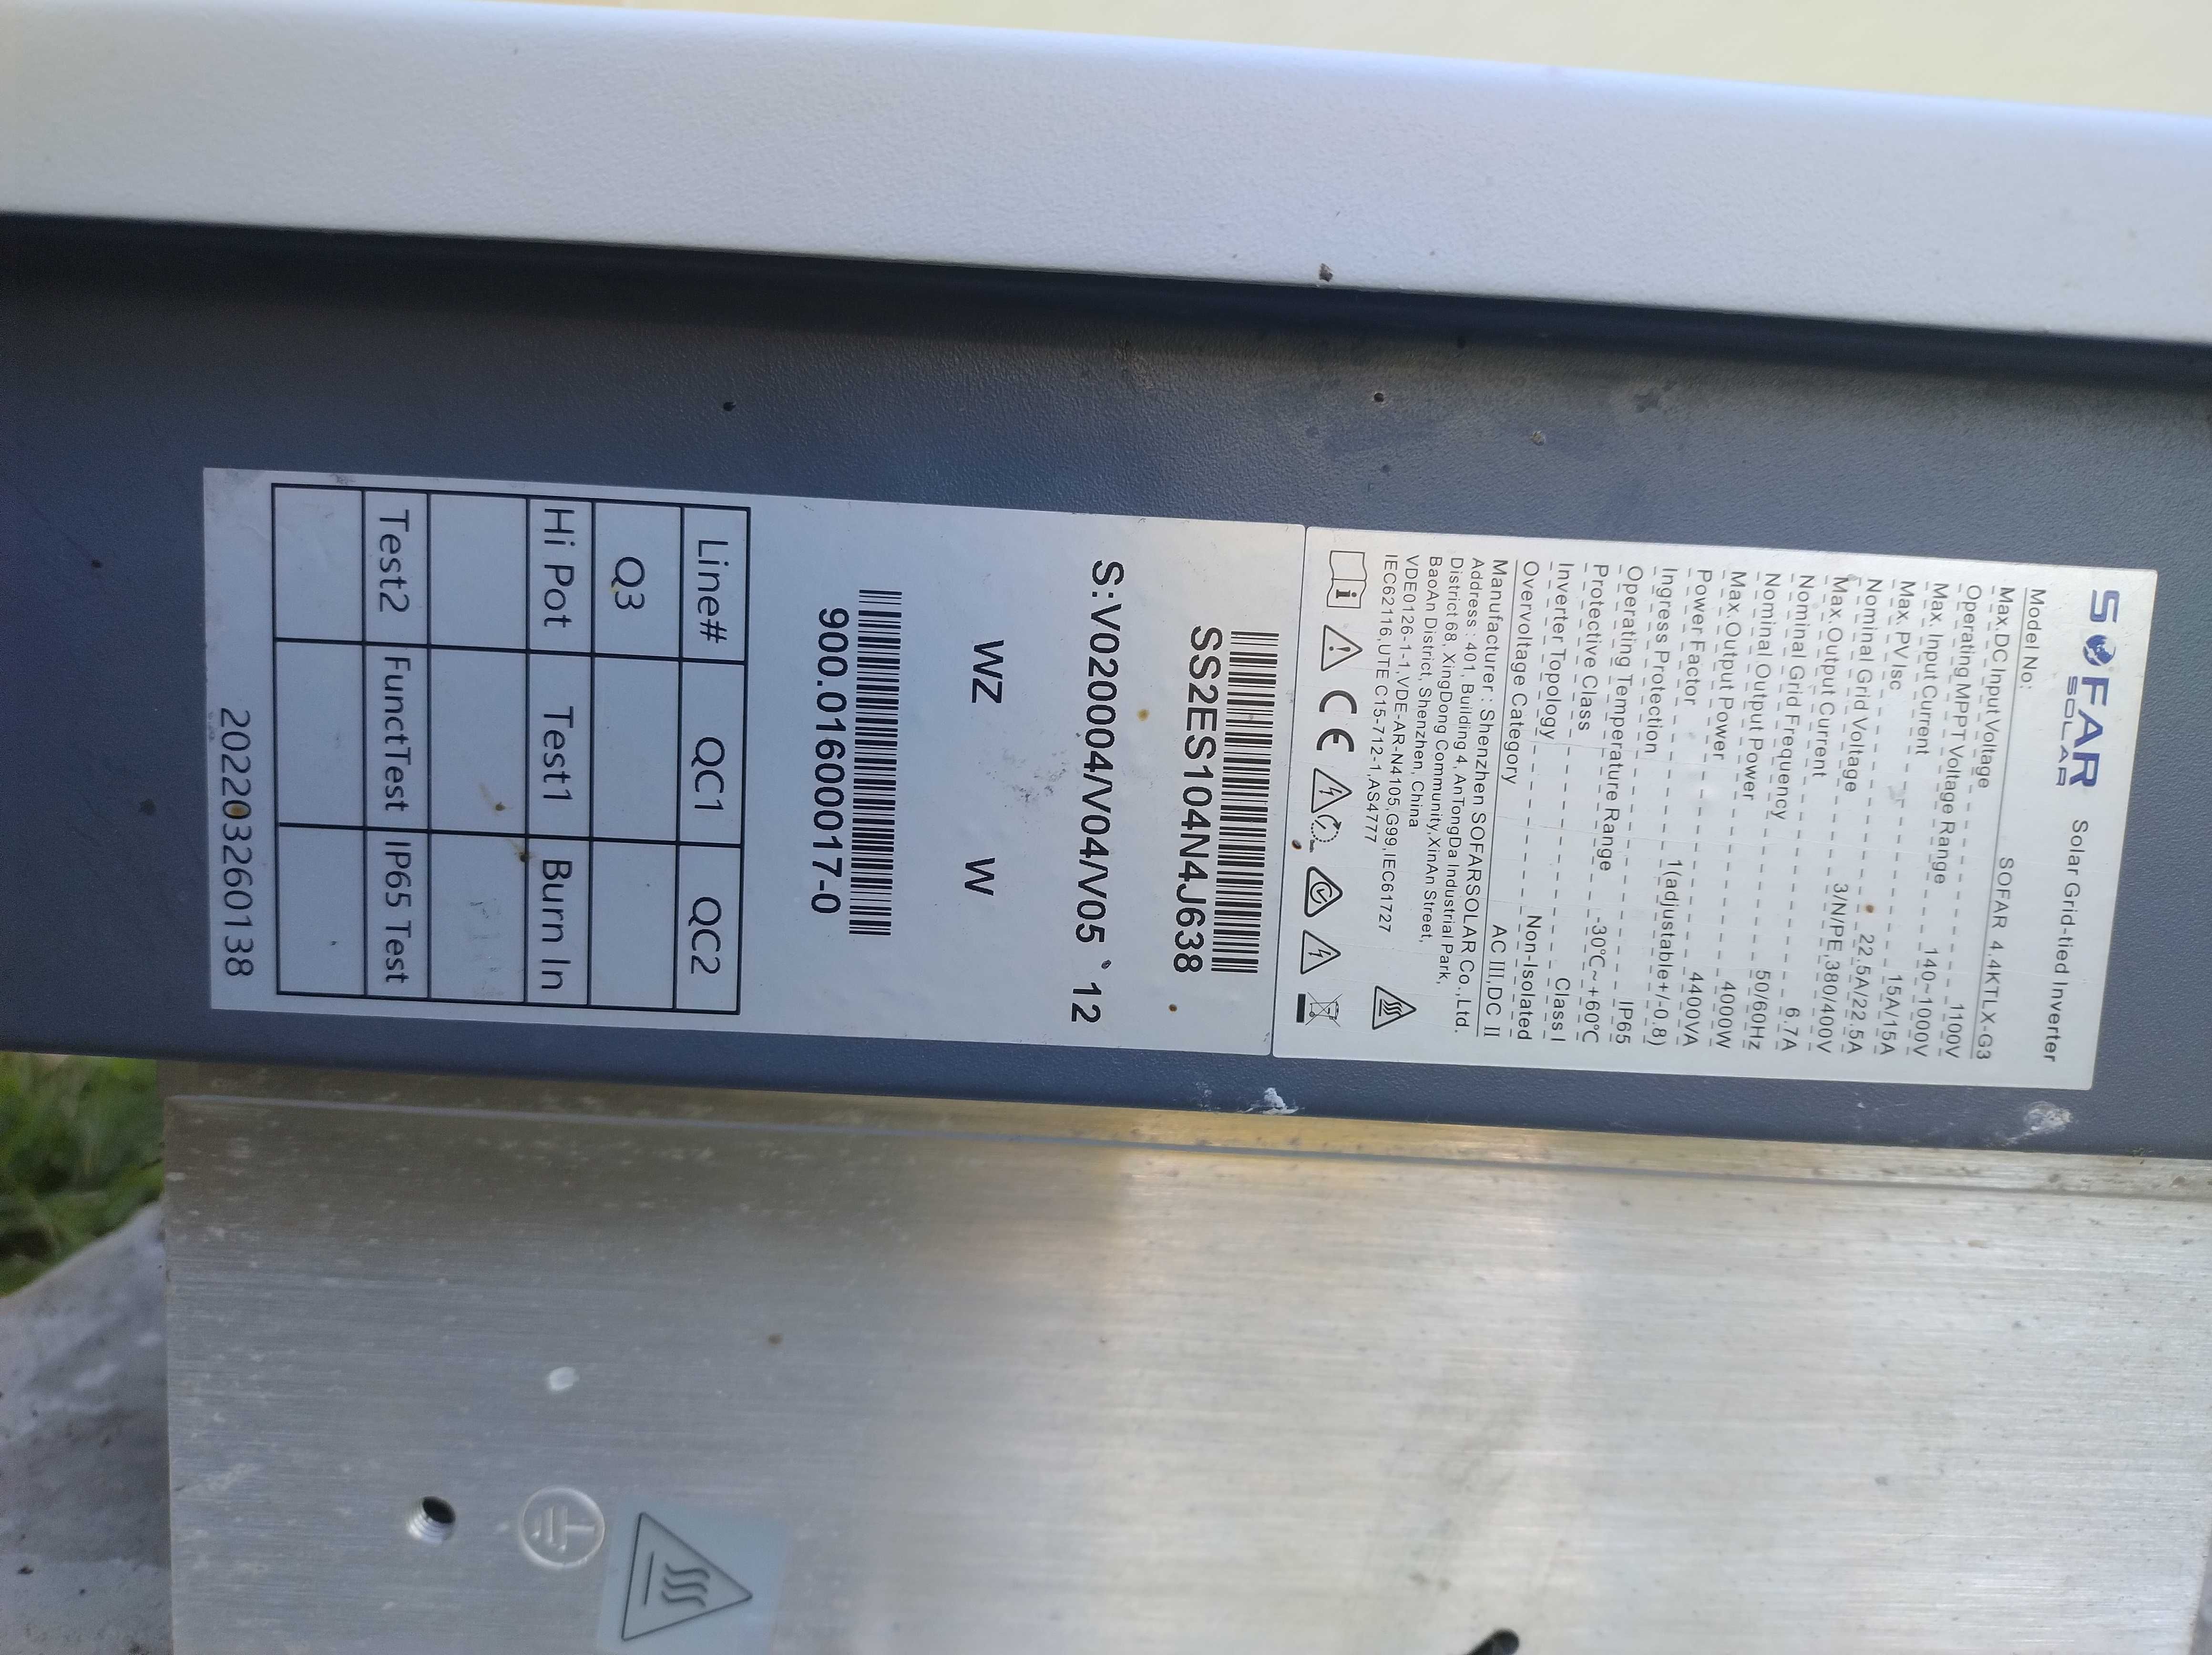 SOFAR SOLAR Solar Grid-tied Inverter
Model No: SOFAR 4.4KTLX-G3
Max.DC Input Voltage 1100V
Operating MPPT Voltage Range 140~1000V
Max. Input Current 15A/15A
Max. PV Isc 22.5A/22.5A
Nominal Grid Voltage 3/N/PE,380/400V
Max.Output Current 6.7A
Nominal Grid Frequency 50/60Hz
Nominal Output Power 4000W
Max.Output Power 4400VA
Power Factor 1(adjustable+/-0.8)
Ingress Protection IP65
Operating Temperature Range -30℃~+60℃
Protective Class Class I
Inverter Topology Non-Isolated
Overvoltage Category AC III,DC II
Manufacturer : Shenzhen SOFARSOLAR Co.,Ltd.
Address : 401, Building 4, AnTongDa Industrial Park,
District 68, XingDong Community,XinAn Street,
BaoAn District, Shenzhen, China
VDE0126-1-1,VDE-AR-N4105,G99,IEC61727
IEC62116,UTE C15-712-1,AS4777
CE
SS2ES104N4J638
S:V020004/V04/V05`12
WZ W
900.01600017-0
Line# QC1 QC2
Q3
Hi Pot Test1 Burn In
Test2 FunctTest IP65 Test
202203260138